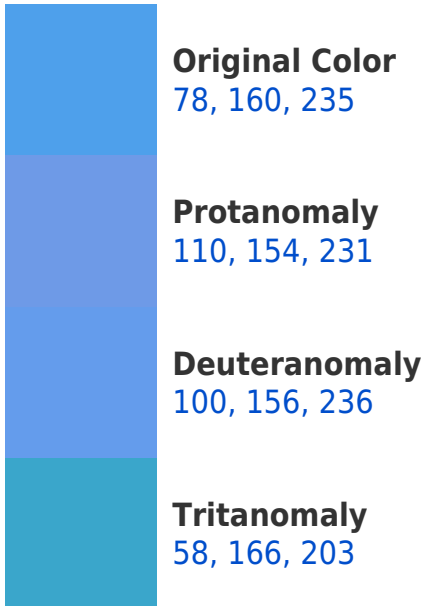 Original Color
78, 160, 235
Protanomaly
110, 154, 231
Deuteranomaly
100, 156, 236
Tritanomaly
58, 166, 203